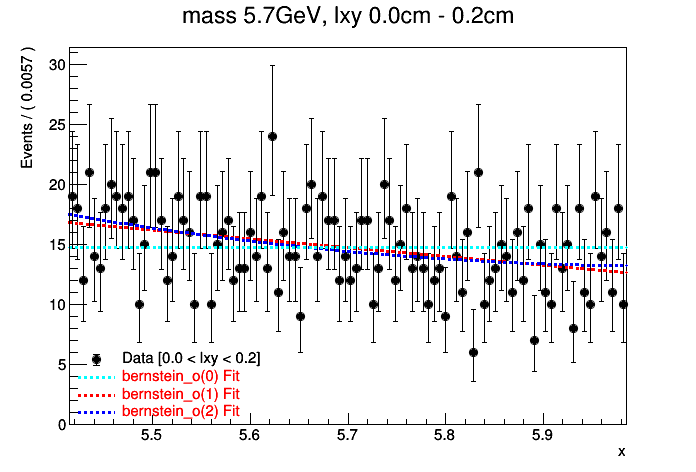 mass 5.7GeV, lxy 0.0cm - 0.2cm
Events / ( 0.0057 )
30
25
20
15
10
5
0
Data [0.0 < lxy < 0.2]
bernstein_o(0) Fit
bernstein_o(1) Fit
bernstein_o(2) Fit
5.5 5.6 5.7 5.8 5.9
x